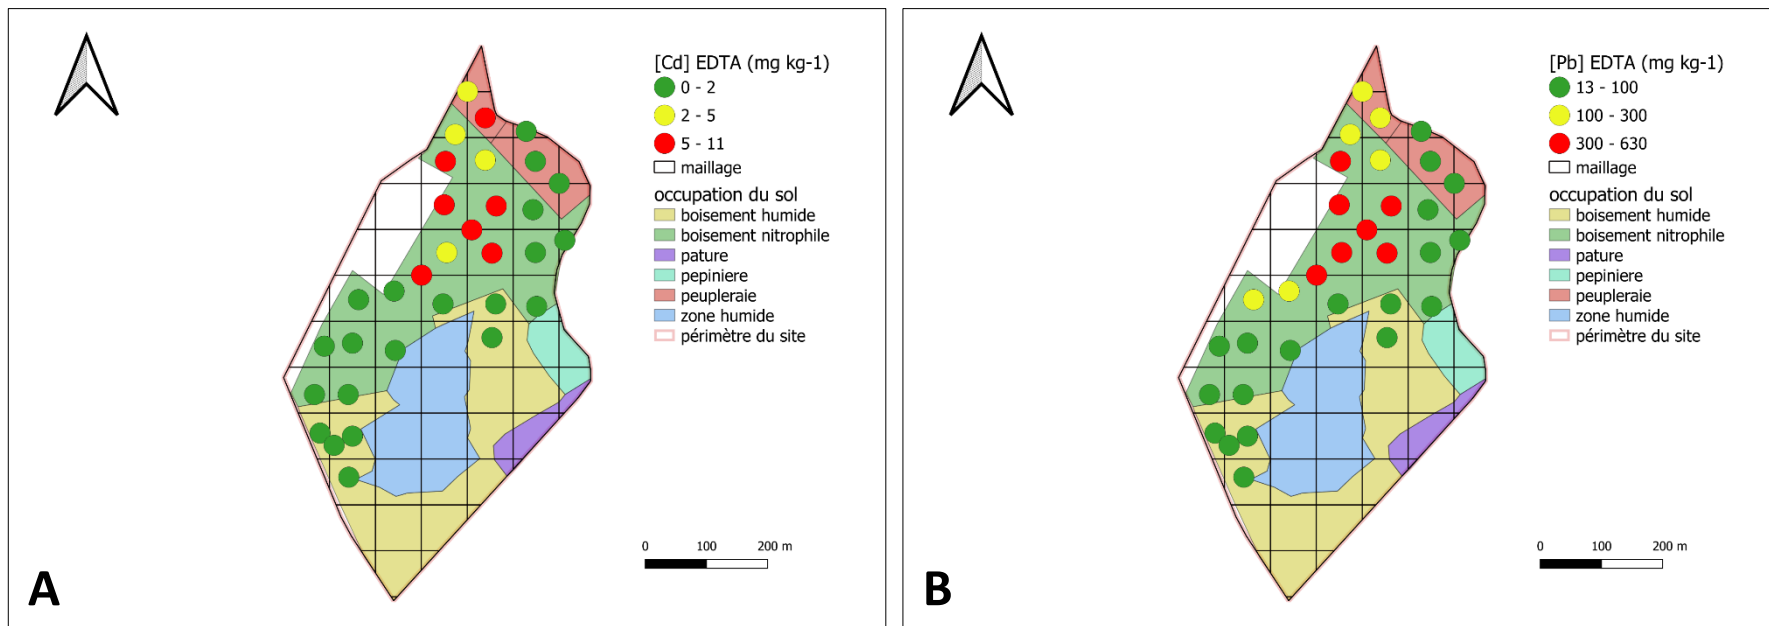 [Cd] EDTA (mg kg-1)
0 - 2
2 - 5
5 - 11
maillage
occupation du sol
boisement humide
boisement nitrophile
pature
pepiniere
peupleraie
zone humide
périmètre du site
0 100 200 m
A
[Pb] EDTA (mg kg-1)
13 - 100
100 - 300
300 - 630
maillage
occupation du sol
boisement humide
boisement nitrophile
pature
pepiniere
peupleraie
zone humide
périmètre du site
0 100 200 m
B